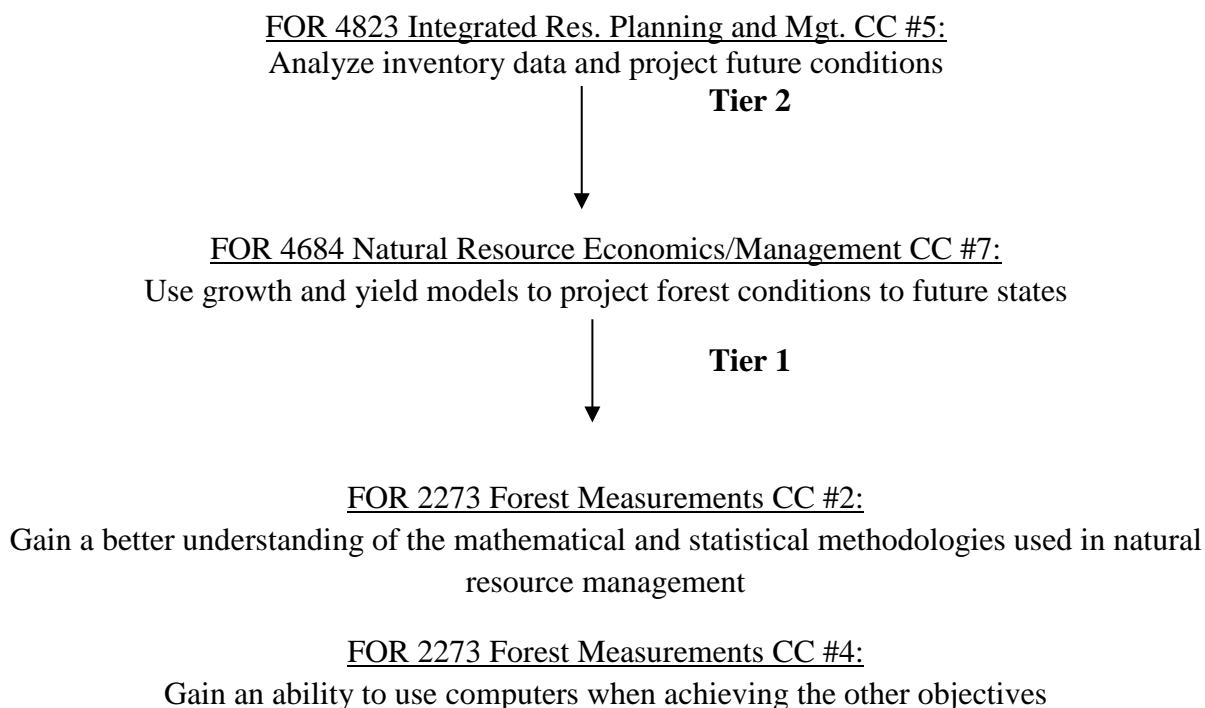 FOR 4823 Integrated Res. Planning and Mgt. CC #5:
Analyze inventory data and project future conditions
Tier 2
FOR 4684 Natural Resource Economics/Management CC #7:
Use growth and yield models to project forest conditions to future states
Tier 1
FOR 2273 Forest Measurements CC #2:
Gain a better understanding of the mathematical and statistical methodologies used in natural
resource management
FOR 2273 Forest Measurements CC #4:
Gain an ability to use computers when achieving the other objectives